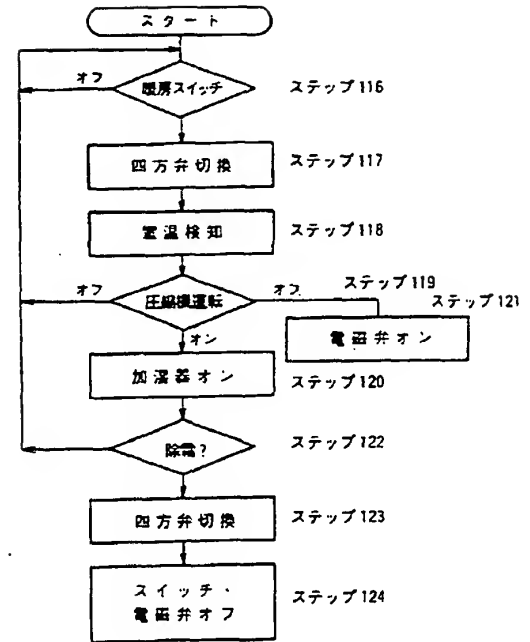 スタート
オフ
暖房スイッチ
ステップ116
四方弁切換
ステップ117
室温検知
ステップ118
オフ
圧縮機運転
オフ
ステップ119
ステップ121
オン
電磁弁オン
加湿器オン
ステップ120
除霜?
ステップ122
四方弁切換
ステップ123
スイッチ・
電磁弁オフ
ステップ124